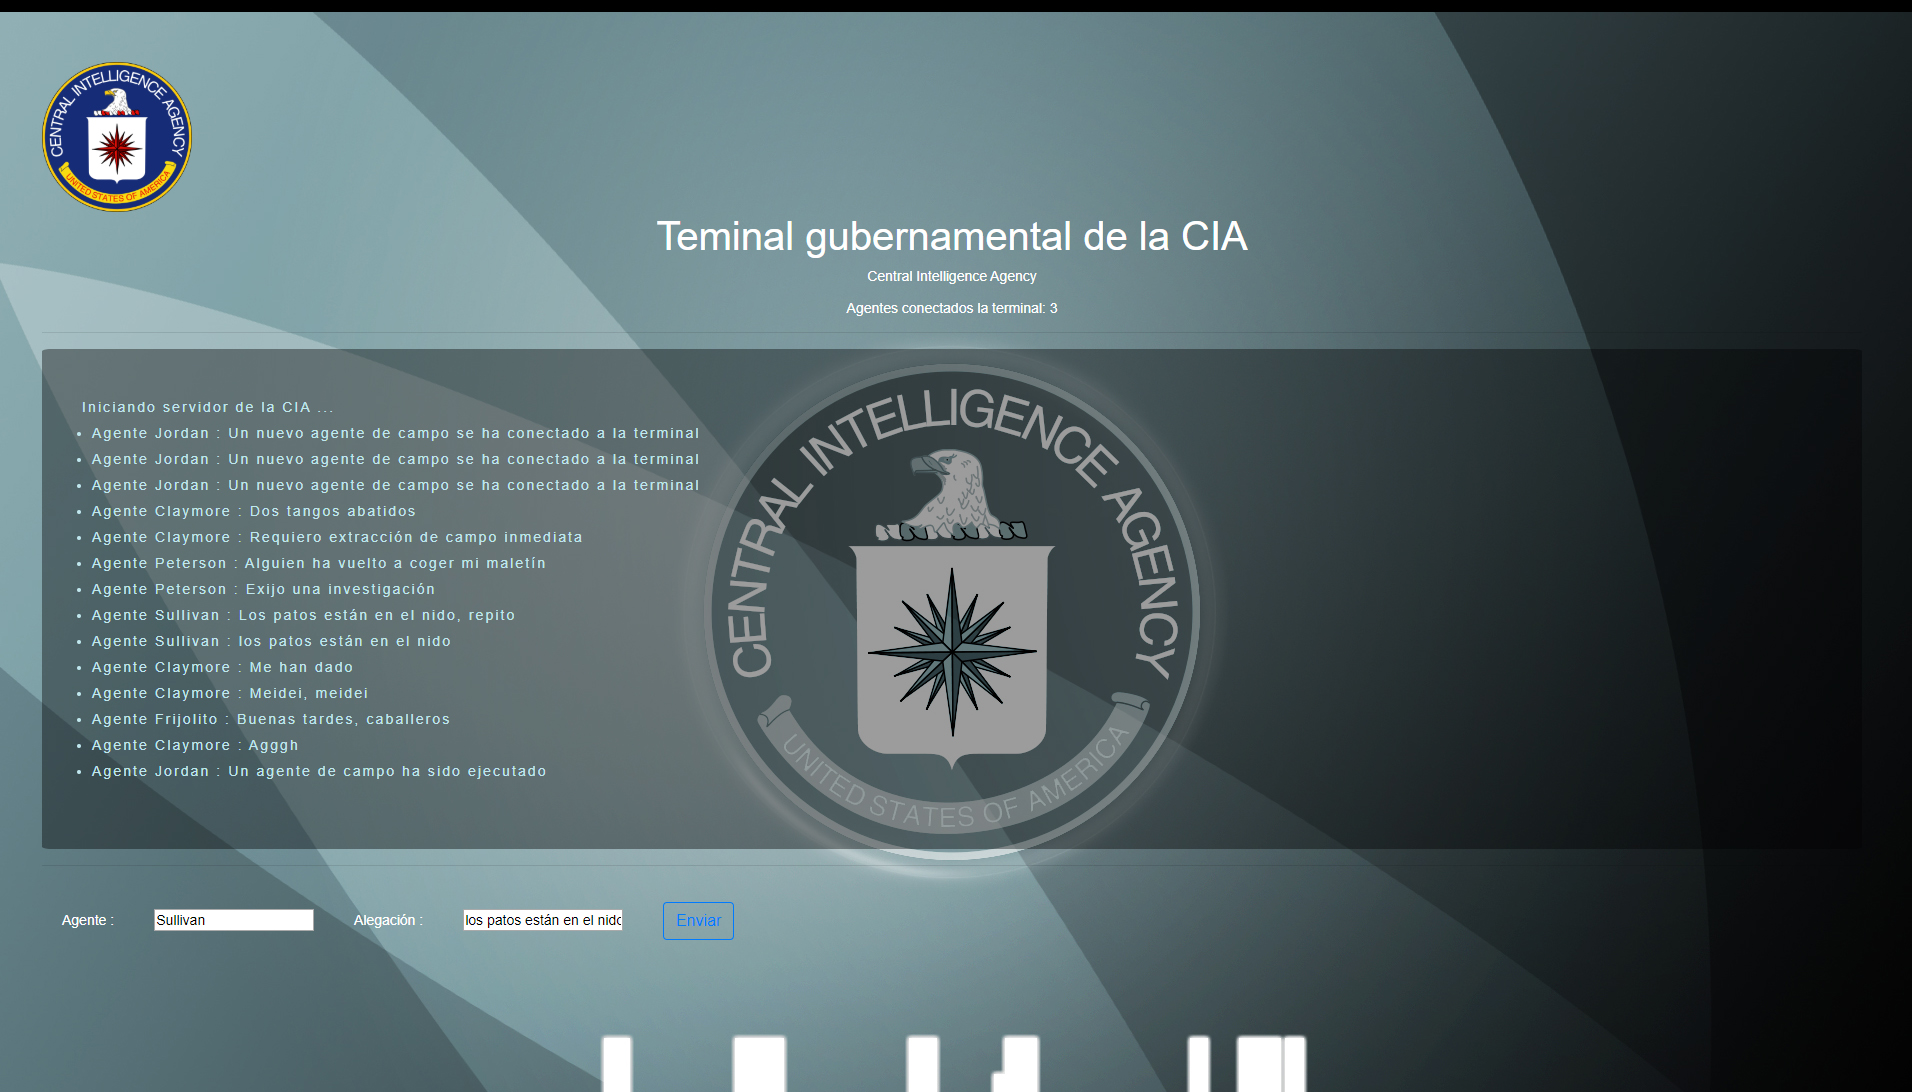 CENTRAL INTELLIGENCE AGENCY
UNITED STATES OF AMERICA
Teminal gubernamental de la CIA
Central Intelligence Agency
Agentes conectados la terminal: 3
Iniciando servidor de la CIA ...
Agente Jordan : Un nuevo agente de campo se ha conectado a la terminal
Agente Jordan : Un nuevo agente de campo se ha conectado a la terminal
Agente Jordan : Un nuevo agente de campo se ha conectado a la terminal
Agente Claymore : Dos tangos abatidos
Agente Claymore : Requiero extracción de campo inmediata
Agente Peterson : Alguien ha vuelto a coger mi maletín
Agente Peterson : Exijo una investigación
Agente Sullivan : Los patos están en el nido, repito
Agente Sullivan : los patos están en el nido
Agente Claymore : Me han dado
Agente Claymore : Meidei, meidei
Agente Frijolito : Buenas tardes, caballeros
Agente Claymore : Agggh
Agente Jordan : Un agente de campo ha sido ejecutado
CENTRAL INTELLIGENCE AGENCY
UNITED STATES OF AMERICA
Agente : Sullivan Alegación : los patos están en el nido Enviar